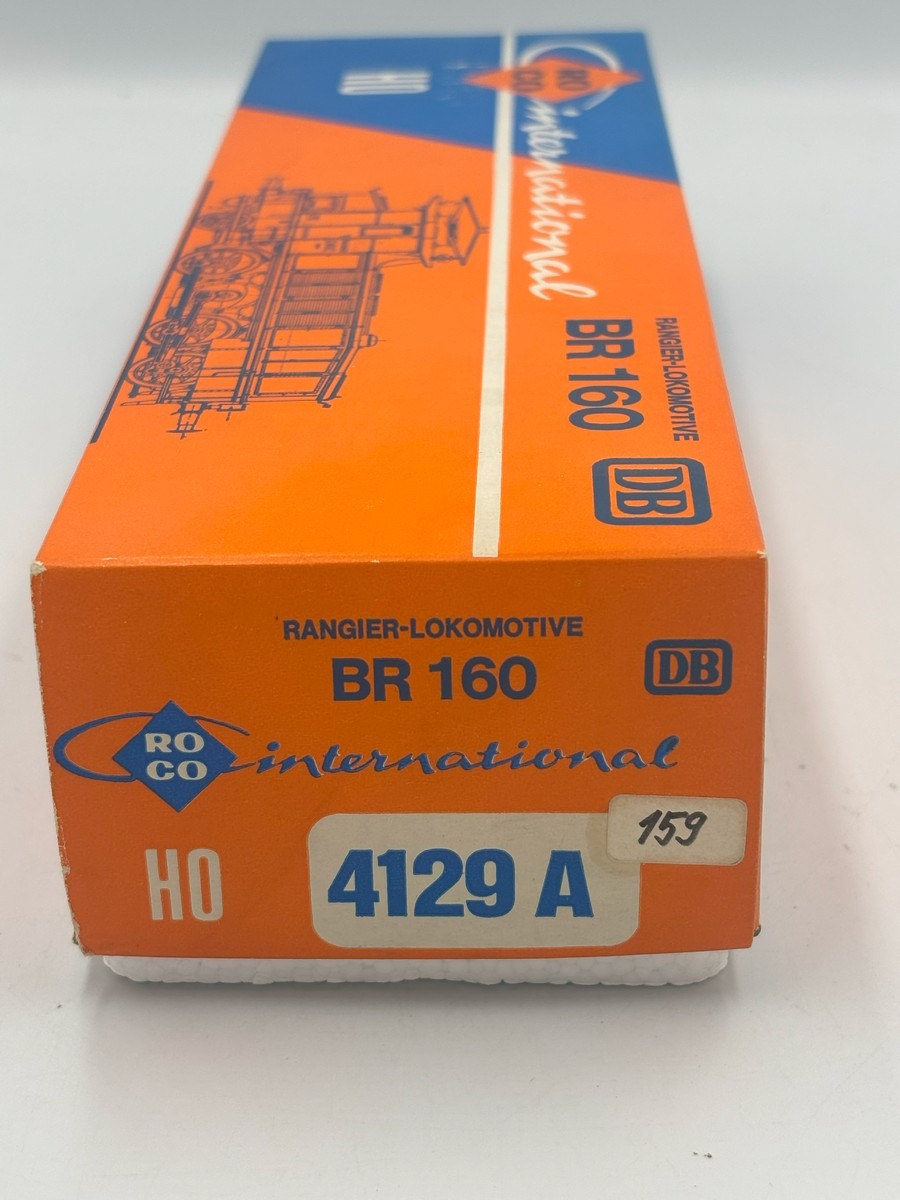 HO
RO
CO
international
RANGIER-LOKOMOTIVE
BR 160
DB
RANGIER-LOKOMOTIVE
BR 160
DB
RO
CO
international
159
HO
4129 A